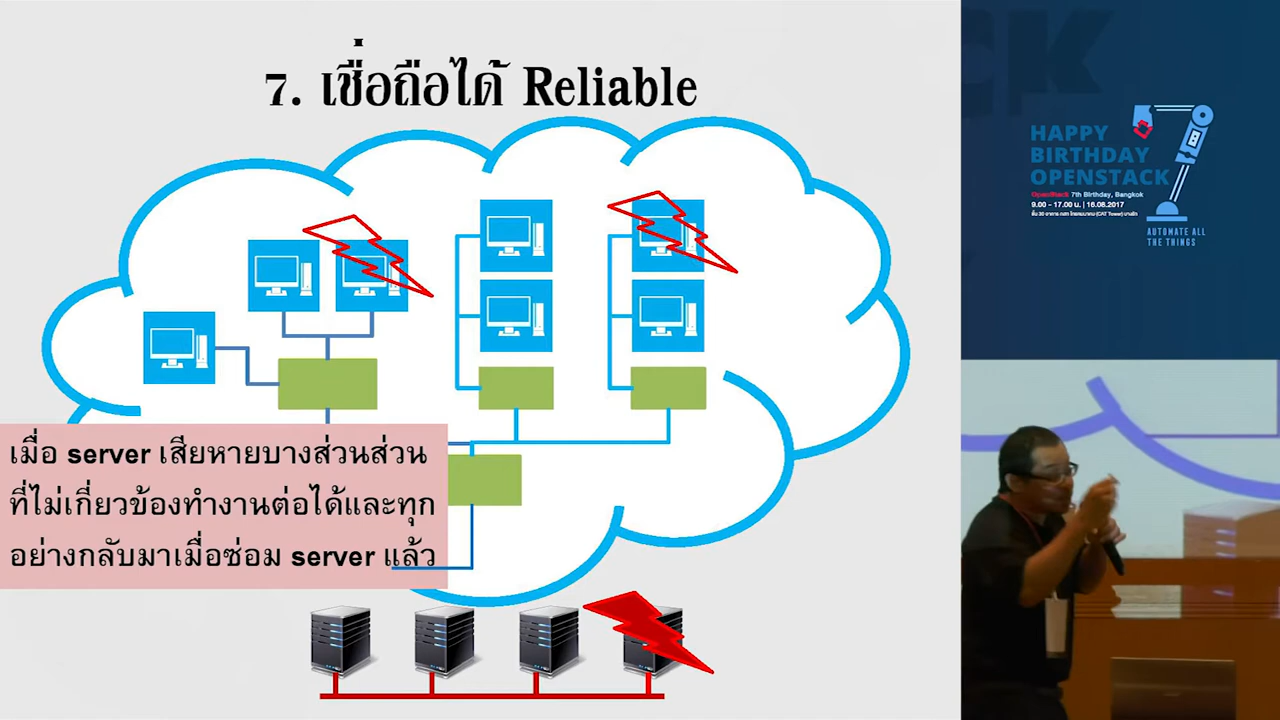 7. เชื่อถือได้ Reliable
เมื่อ server เสียหายบางส่วนส่วน
ที่ไม่เกี่ยวข้องทำงานต่อได้และทุก
อย่างกลับมาเมื่อซ่อม server แล้ว
HAPPY
BIRTHDAY
OPENSTACK
7
OpenStack 7th Birthday, Bangkok
9.00 - 17.00 น. | 16.08.2017
ชั้น 30 อาคาร กสท โทรคมนาคม (CAT Tower) บางรัก
AUTOMATE ALL
THE THINGS